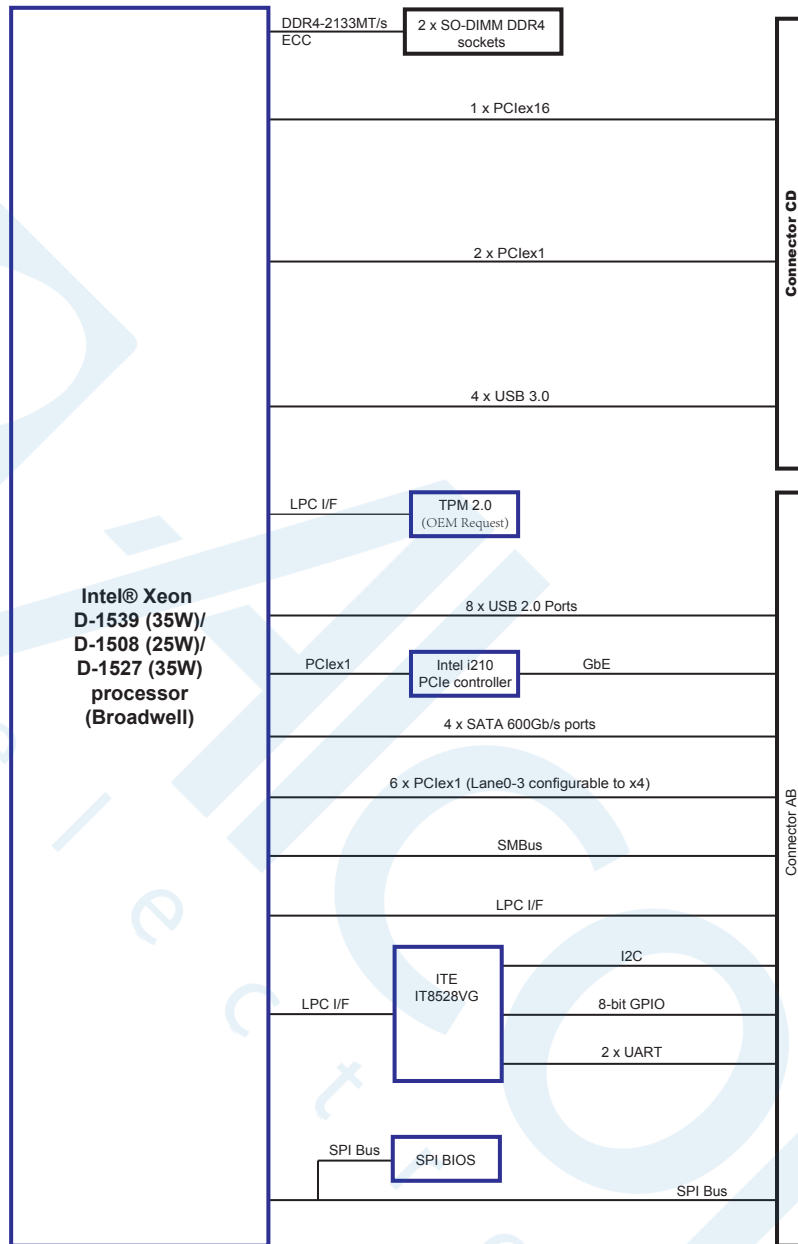 DDR4-2133MT/s
ECC
2 x SO-DIMM DDR4
sockets
1 x PCIex16
2 x PCIex1
4 x USB 3.0
Connector CD
LPC I/F
TPM 2.0
(OEM Request)
Intel® Xeon
D-1539 (35W)/
D-1508 (25W)/
D-1527 (35W)
processor
(Broadwell)
8 x USB 2.0 Ports
PCIex1
Intel i210
PCIe controller
GbE
4 x SATA 600Gb/s ports
6 x PCIex1 (Lane0-3 configurable to x4)
SMBus
LPC I/F
Connector AB
ITE
IT8528VG
LPC I/F
I2C
8-bit GPIO
2 x UART
SPI Bus
SPI BIOS
SPI Bus